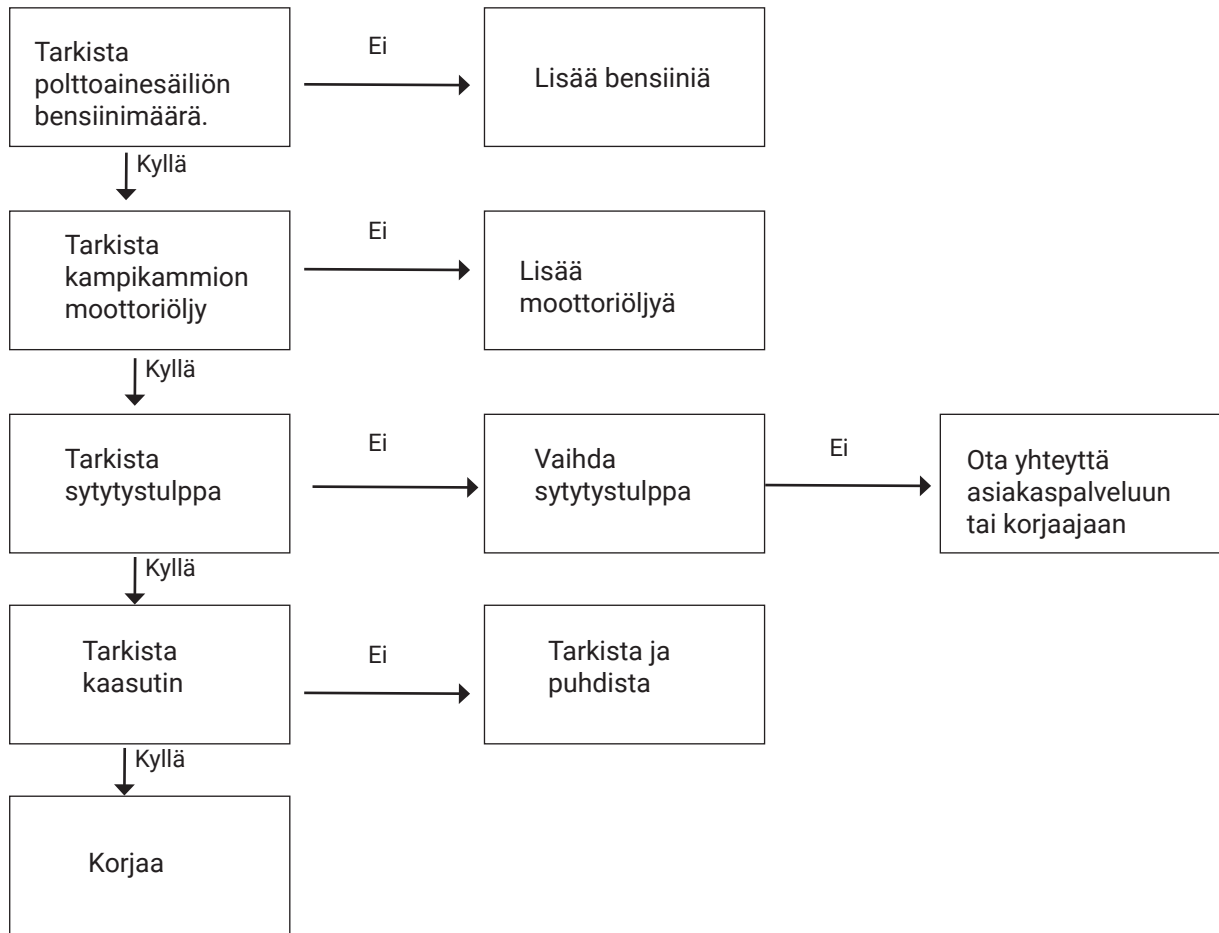 Tarkista
polttoainesäiliön
bensiinimäärä.
Ei
Lisää bensiiniä
Kyllä
Tarkista
kampikammion
moottoriöljy
Ei
Lisää
moottoriöljyä
Kyllä
Tarkista
sytytystulppa
Ei
Vaihda
sytytystulppa
Ei
Ota yhteyttä
asiakaspalveluun
tai korjaajaan
Kyllä
Tarkista
kaasutin
Ei
Tarkista ja
puhdista
Kyllä
Korjaa